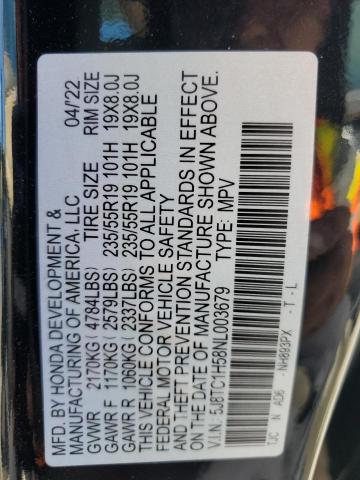 MFD. BY HONDA DEVELOPMENT &
MANUFACTURING OF AMERICA, LLC 04/'22
TIRE SIZE RIM SIZE
GVWR 2170KG (4784LBS)
GAWR F 1170KG (2579LBS) 235/55R19 101H 19X8.0J
GAWR R 1060KG (2337LBS) 235/55R19 101H 19X8.0J
THIS VEHICLE CONFORMS TO ALL APPLICABLE
FEDERAL MOTOR VEHICLE SAFETY
AND THEFT PREVENTION STANDARDS IN EFFECT
ON THE DATE OF MANUFACTURE SHOWN ABOVE.
V.I.N: 5J8TC1H58NL003679 TYPE: MPV
TJC N AD6 - NH893PX - T - L